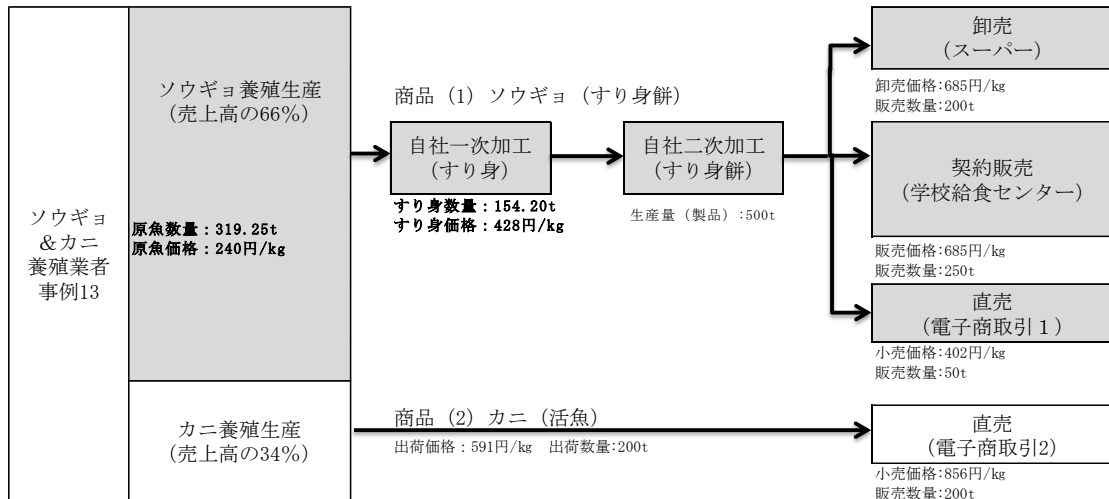 ソウギョ
&カニ
養殖業者
事例13
ソウギョ養殖生産
(売上高の66%)
原魚数量:319.25t
原魚価格:240円/kg
商品 (1) ソウギョ (すり身餅)
自社一次加工
(すり身)
すり身数量:154.20t
すり身価格:428円/kg
自社二次加工
(すり身餅)
生産量(製品):500t
卸売
(スーパー)
卸売価格:685円/kg
販売数量:200t
契約販売
(学校給食センター)
販売価格:685円/kg
販売数量:250t
直売
(電子商取引1)
小売価格:402円/kg
販売数量:50t
カニ養殖生産
(売上高の34%)
商品 (2) カニ (活魚)
出荷価格:591円/kg 出荷数量:200t
直売
(電子商取引2)
小売価格:856円/kg
販売数量:200t